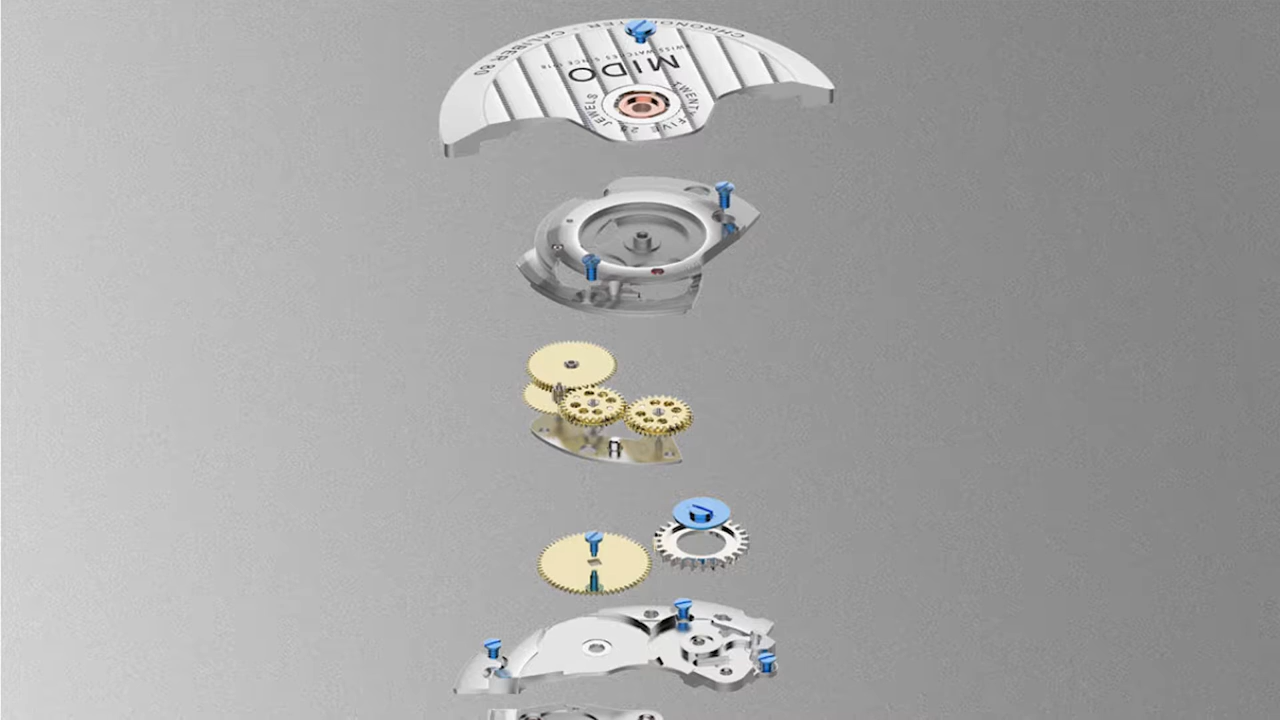 CHRONOMETER - CALIBER 80
SWISS WATCHES SINCE 1918
MIDO
TWENTY FIVE 25 JEWELS